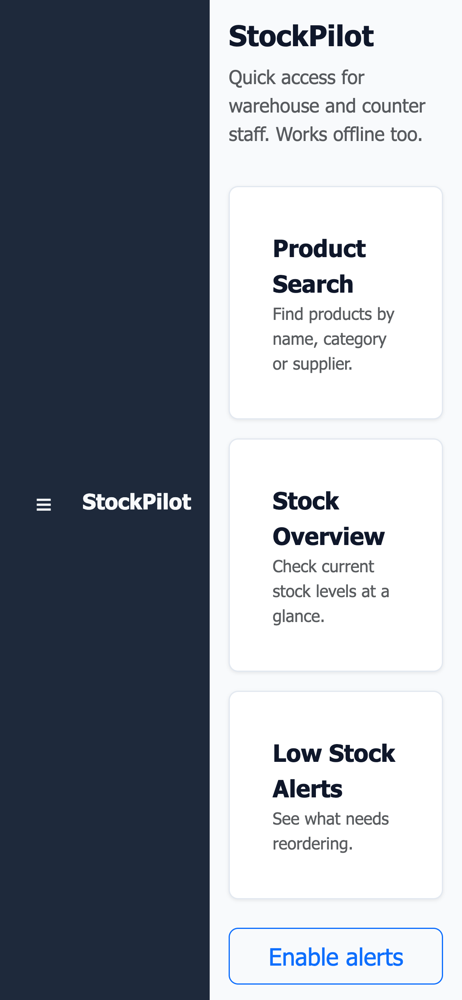 ☰ StockPilot
StockPilot
Quick access for
warehouse and counter
staff. Works offline too.
Product
Search
Find products by
name, category
or supplier.
Stock
Overview
Check current
stock levels at a
glance.
Low Stock
Alerts
See what needs
reordering.
Enable alerts